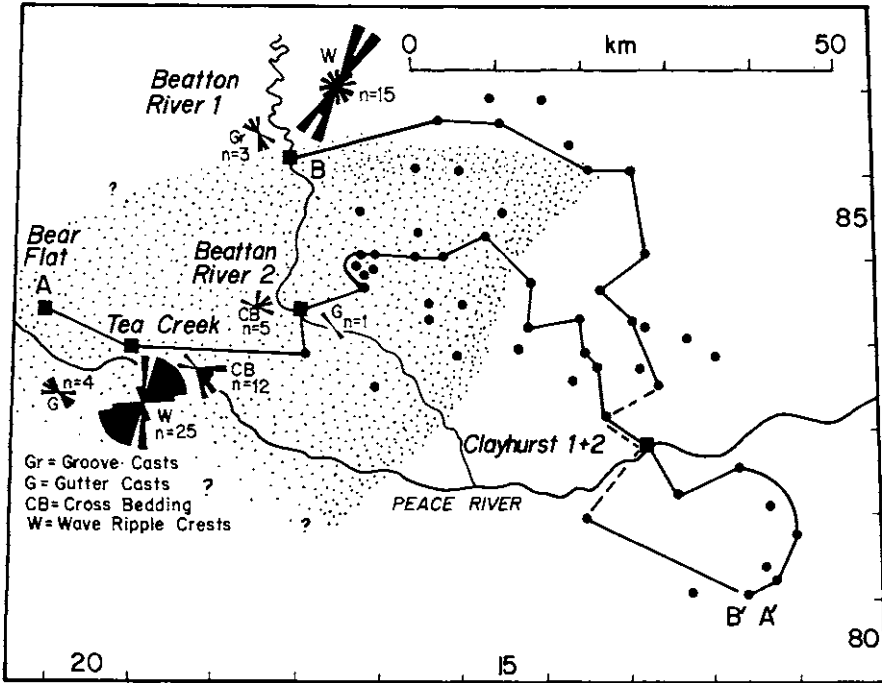 0 km 50
W
n=15
Beatton
River 1
Gr
n=3
B
?
85
Bear
Flat
A
Beatton
River 2
CB
n=5
G
n=1
Tea Creek
n=4
G
CB
n=12
W
n=25
Clayhurst 1+2
Gr = Groove Casts
G = Gutter Casts ?
CB = Cross Bedding
W = Wave Ripple Crests ?
PEACE RIVER
B' A'
80
20 15